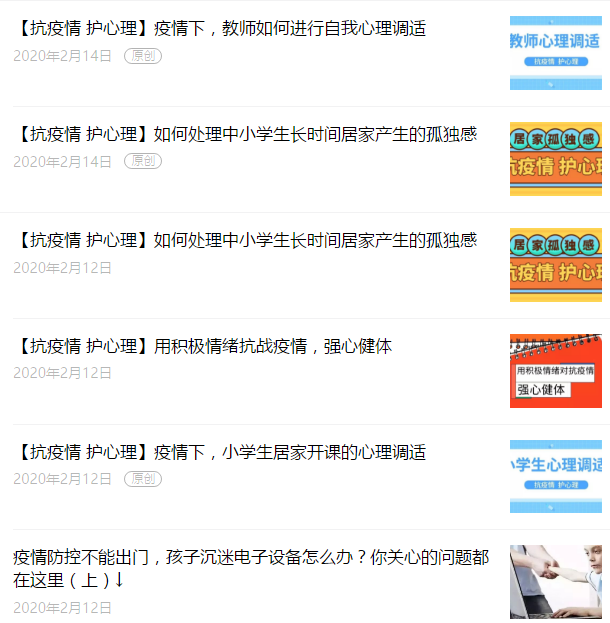 【抗疫情 护心理】疫情下，教师如何进行自我心理调适
2020年2月14日 原创
教师心理调适
抗疫情 护心理
【抗疫情 护心理】如何处理中小学生长时间居家产生的孤独感
2020年2月14日 原创
居家孤独感
抗疫情 护心理
【抗疫情 护心理】如何处理中小学生长时间居家产生的孤独感
2020年2月12日
居家孤独感
抗疫情 护心理
【抗疫情 护心理】用积极情绪抗战疫情，强心健体
2020年2月12日
用积极情绪对抗疫情
强心健体
【抗疫情 护心理】疫情下，小学生居家开课的心理调适
2020年2月12日 原创
小学生心理调适
抗疫情 护心理
疫情防控不能出门，孩子沉迷电子设备怎么办？你关心的问题都
在这里（上）↓
2020年2月12日